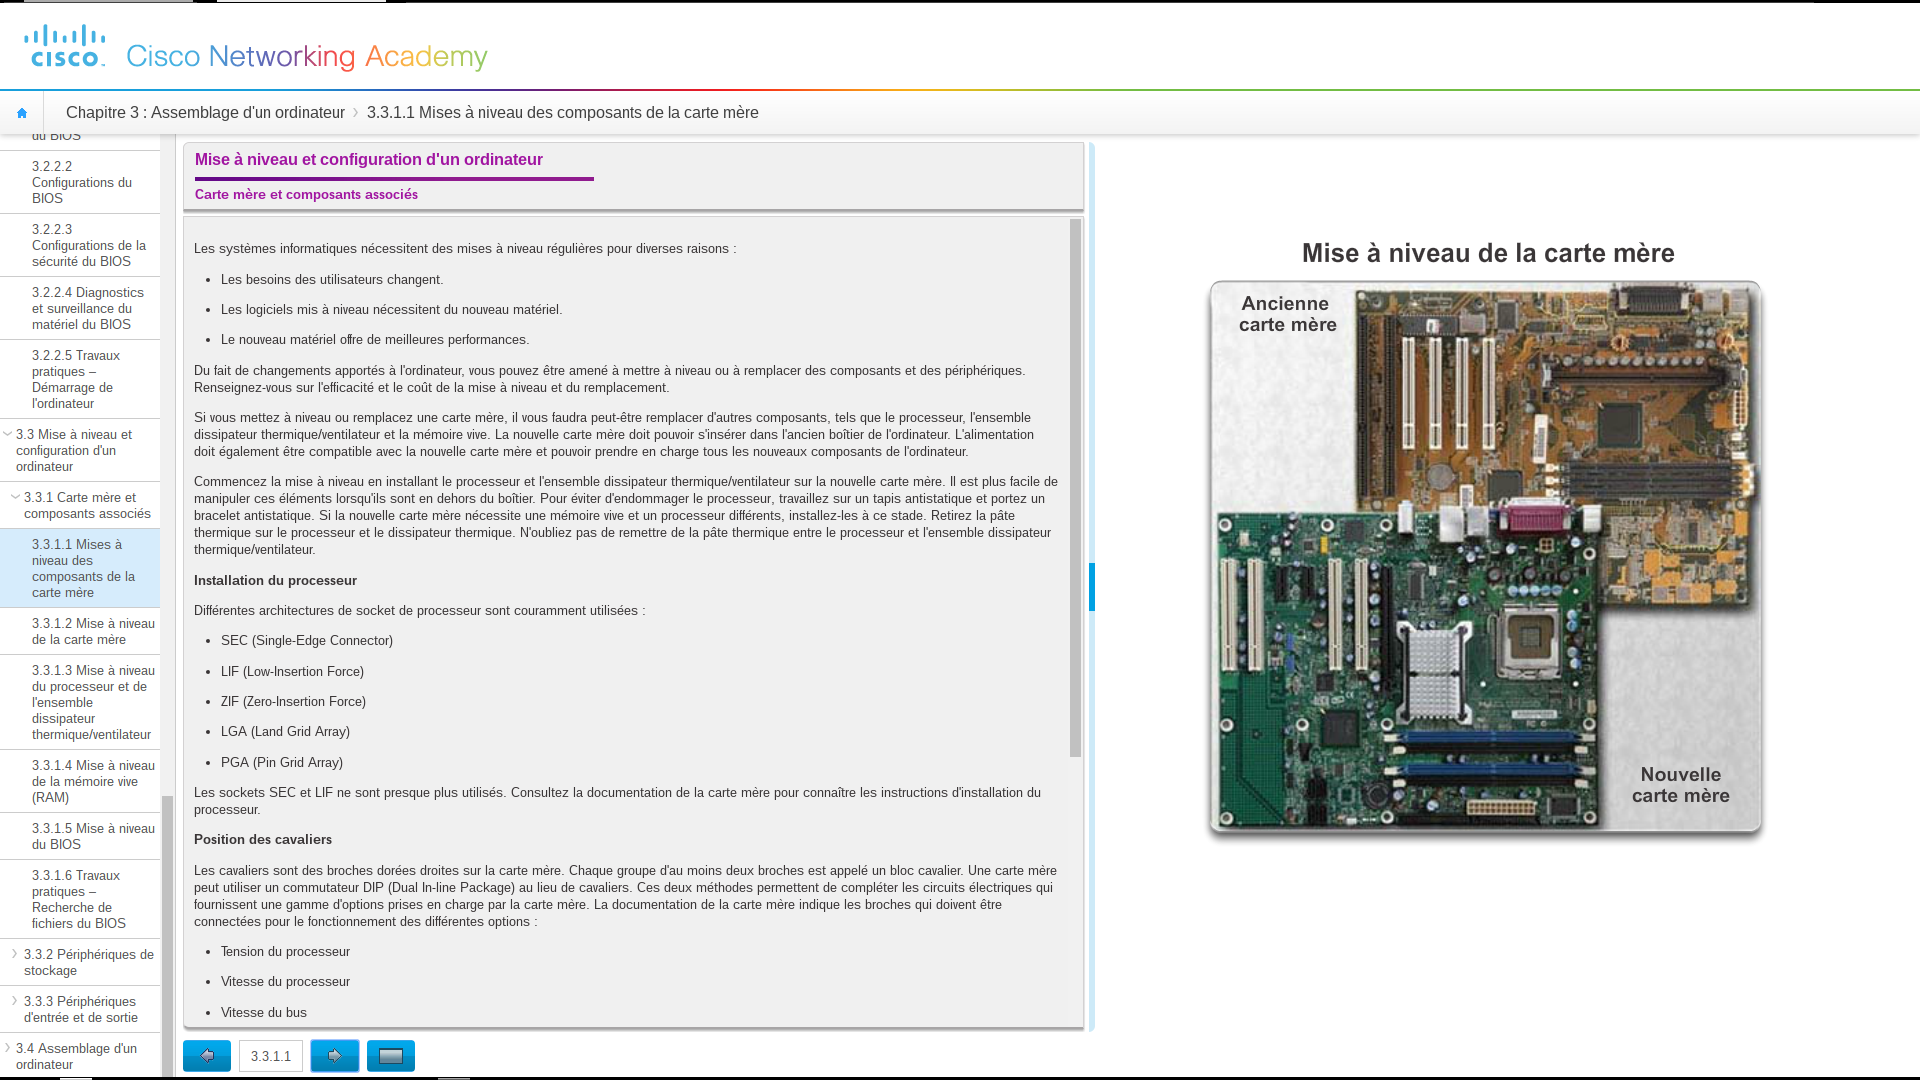 cisco
Cisco Networking Academy
Chapitre 3 : Assemblage d'un ordinateur
3.3.1.1 Mises à niveau des composants de la carte mère
du BIOS
3.2.2.2
Configurations du
BIOS
3.2.2.3
Configurations de la
sécurité du BIOS
3.2.2.4 Diagnostics
et surveillance du
matériel du BIOS
3.2.2.5 Travaux
pratiques –
Démarrage de
l'ordinateur
3.3 Mise à niveau et
configuration d'un
ordinateur
3.3.1 Carte mère et
composants associés
3.3.1.1 Mises à
niveau des
composants de la
carte mère
3.3.1.2 Mise à niveau
de la carte mère
3.3.1.3 Mise à niveau
du processeur et de
l'ensemble
dissipateur
thermique/ventilateur
3.3.1.4 Mise à niveau
de la mémoire vive
(RAM)
3.3.1.5 Mise à niveau
du BIOS
3.3.1.6 Travaux
pratiques –
Recherche de
fichiers du BIOS
3.3.2 Périphériques de
stockage
3.3.3 Périphériques
d'entrée et de sortie
3.4 Assemblage d'un
ordinateur
Mise à niveau et configuration d'un ordinateur
Carte mère et composants associés
Les systèmes informatiques nécessitent des mises à niveau régulières pour diverses raisons :
• Les besoins des utilisateurs changent.
• Les logiciels mis à niveau nécessitent du nouveau matériel.
• Le nouveau matériel offre de meilleures performances.
Du fait de changements apportés à l'ordinateur, vous pouvez être amené à mettre à niveau ou à remplacer des composants et des périphériques.
Renseignez-vous sur l'efficacité et le coût de la mise à niveau et du remplacement.
Si vous mettez à niveau ou remplacez une carte mère, il vous faudra peut-être remplacer d'autres composants, tels que le processeur, l'ensemble
dissipateur thermique/ventilateur et la mémoire vive. La nouvelle carte mère doit pouvoir s'insérer dans l'ancien boîtier de l'ordinateur. L'alimentation
doit également être compatible avec la nouvelle carte mère et pouvoir prendre en charge tous les nouveaux composants de l'ordinateur.
Commencez la mise à niveau en installant le processeur et l'ensemble dissipateur thermique/ventilateur sur la nouvelle carte mère. Il est plus facile de
manipuler ces éléments lorsqu'ils sont en dehors du boîtier. Pour éviter d'endommager le processeur, travaillez sur un tapis antistatique et portez un
bracelet antistatique. Si la nouvelle carte mère nécessite une mémoire vive et un processeur différents, installez-les à ce stade. Retirez la pâte
thermique sur le processeur et le dissipateur thermique. N'oubliez pas de remettre de la pâte thermique entre le processeur et l'ensemble dissipateur
thermique/ventilateur.
Installation du processeur
Différentes architectures de socket de processeur sont couramment utilisées :
• SEC (Single-Edge Connector)
• LIF (Low-Insertion Force)
• ZIF (Zero-Insertion Force)
• LGA (Land Grid Array)
• PGA (Pin Grid Array)
Les sockets SEC et LIF ne sont presque plus utilisés. Consultez la documentation de la carte mère pour connaître les instructions d'installation du
processeur.
Position des cavaliers
Les cavaliers sont des broches dorées droites sur la carte mère. Chaque groupe d'au moins deux broches est appelé un bloc cavalier. Une carte mère
peut utiliser un commutateur DIP (Dual In-line Package) au lieu de cavaliers. Ces deux méthodes permettent de compléter les circuits électriques qui
fournissent une gamme d'options prises en charge par la carte mère. La documentation de la carte mère indique les broches qui doivent être
connectées pour le fonctionnement des différentes options :
• Tension du processeur
• Vitesse du processeur
• Vitesse du bus
3.3.1.1
Mise à niveau de la carte mère
Ancienne
carte mère
Nouvelle
carte mère